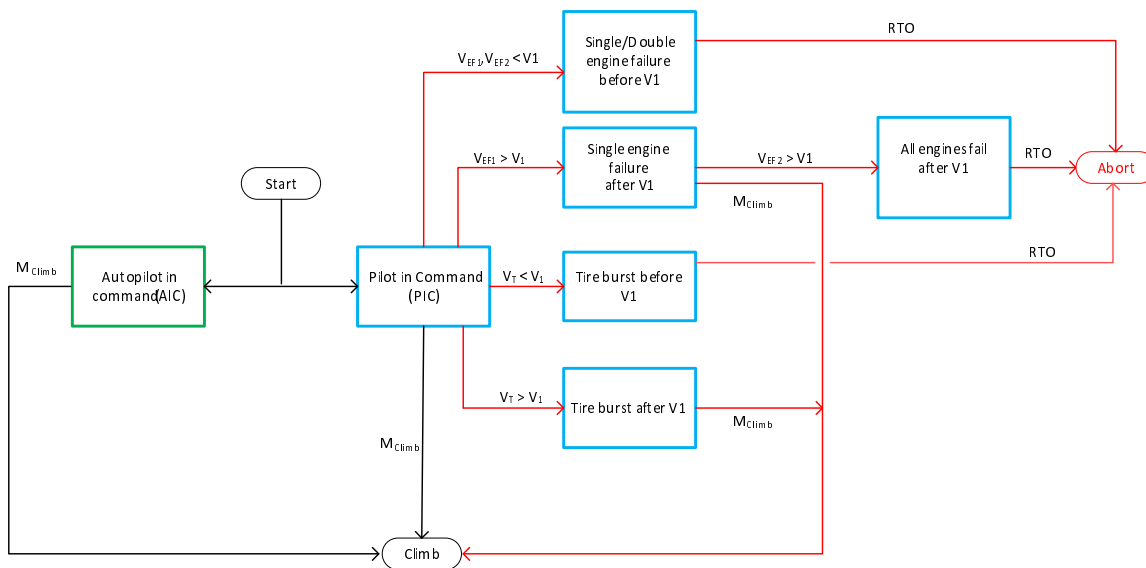 RTO
Single/Double
engine failure
before V1
V_EF1,V_EF2 < V1
Single engine
failure
after V1
V_EF1 > V_1
V_EF2 > V1
All engines fail
after V1
RTO
Abort
Start
M_Climb
M_Climb
Autopilot in
command(AIC)
Pilot in Command
(PIC)
V_T < V_1
Tire burst before
V1
RTO
V_T > V_1
Tire burst after V1
M_Climb
M_Climb
Climb